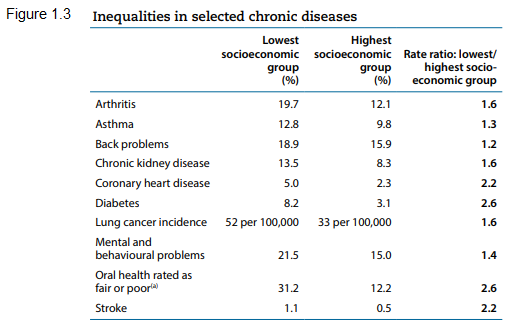 Figure 1.3
Inequalities in selected chronic diseases
Lowest socioeconomic group (%) Highest socioeconomic group (%) Rate ratio: lowest/ highest socio- economic group
Arthritis 19.7 12.1 1.6
Asthma 12.8 9.8 1.3
Back problems 18.9 15.9 1.2
Chronic kidney disease 13.5 8.3 1.6
Coronary heart disease 5.0 2.3 2.2
Diabetes 8.2 3.1 2.6
Lung cancer incidence 52 per 100,000 33 per 100,000 1.6
Mental and
behavioural problems 21.5 15.0 1.4
Oral health rated as
fair or poor(a) 31.2 12.2 2.6
Stroke 1.1 0.5 2.2